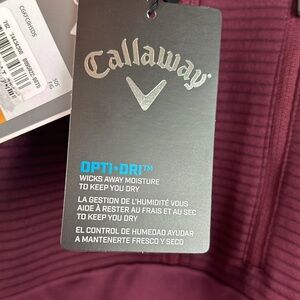 Callaway
OPTI•DRI™
WICKS AWAY MOISTURE
TO KEEP YOU DRY
LA GESTION DE L'HUMIDITÉ VOUS
AIDE À RESTER AU FRAIS ET AU SEC
TO KEEP YOU DRY
EL CONTROL DE HUMEDAD AYUDAR
A MANTENERTE FRESCO Y SECO